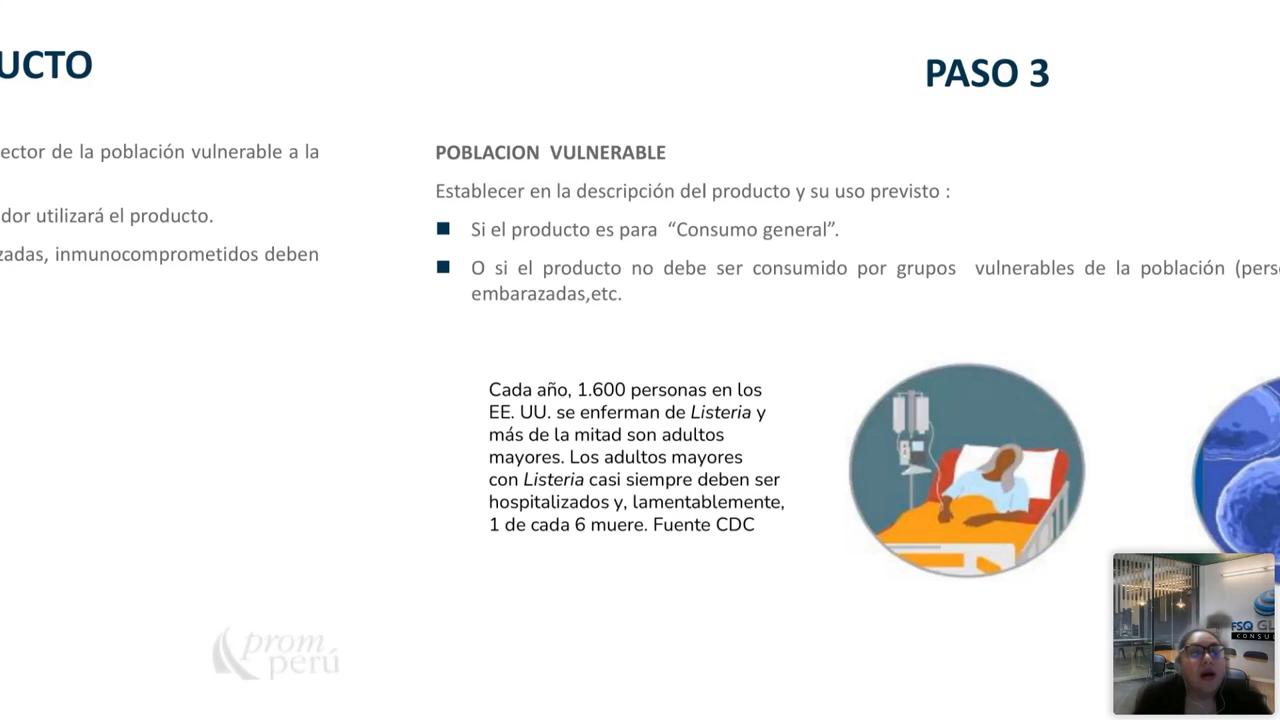 UCTO
ector de la población vulnerable a la
dor utilizará el producto.
zadas, inmunocomprometidos deben
PASO 3
POBLACION VULNERABLE
Establecer en la descripción del producto y su uso previsto :
Si el producto es para “Consumo general”.
O si el producto no debe ser consumido por grupos vulnerables de la población (pers
embarazadas,etc.
Cada año, 1.600 personas en los
EE. UU. se enferman de Listeria y
más de la mitad son adultos
mayores. Los adultos mayores
con Listeria casi siempre deben ser
hospitalizados y, lamentablemente,
1 de cada 6 muere. Fuente CDC
prom
perú
FSQ GL
CONSU